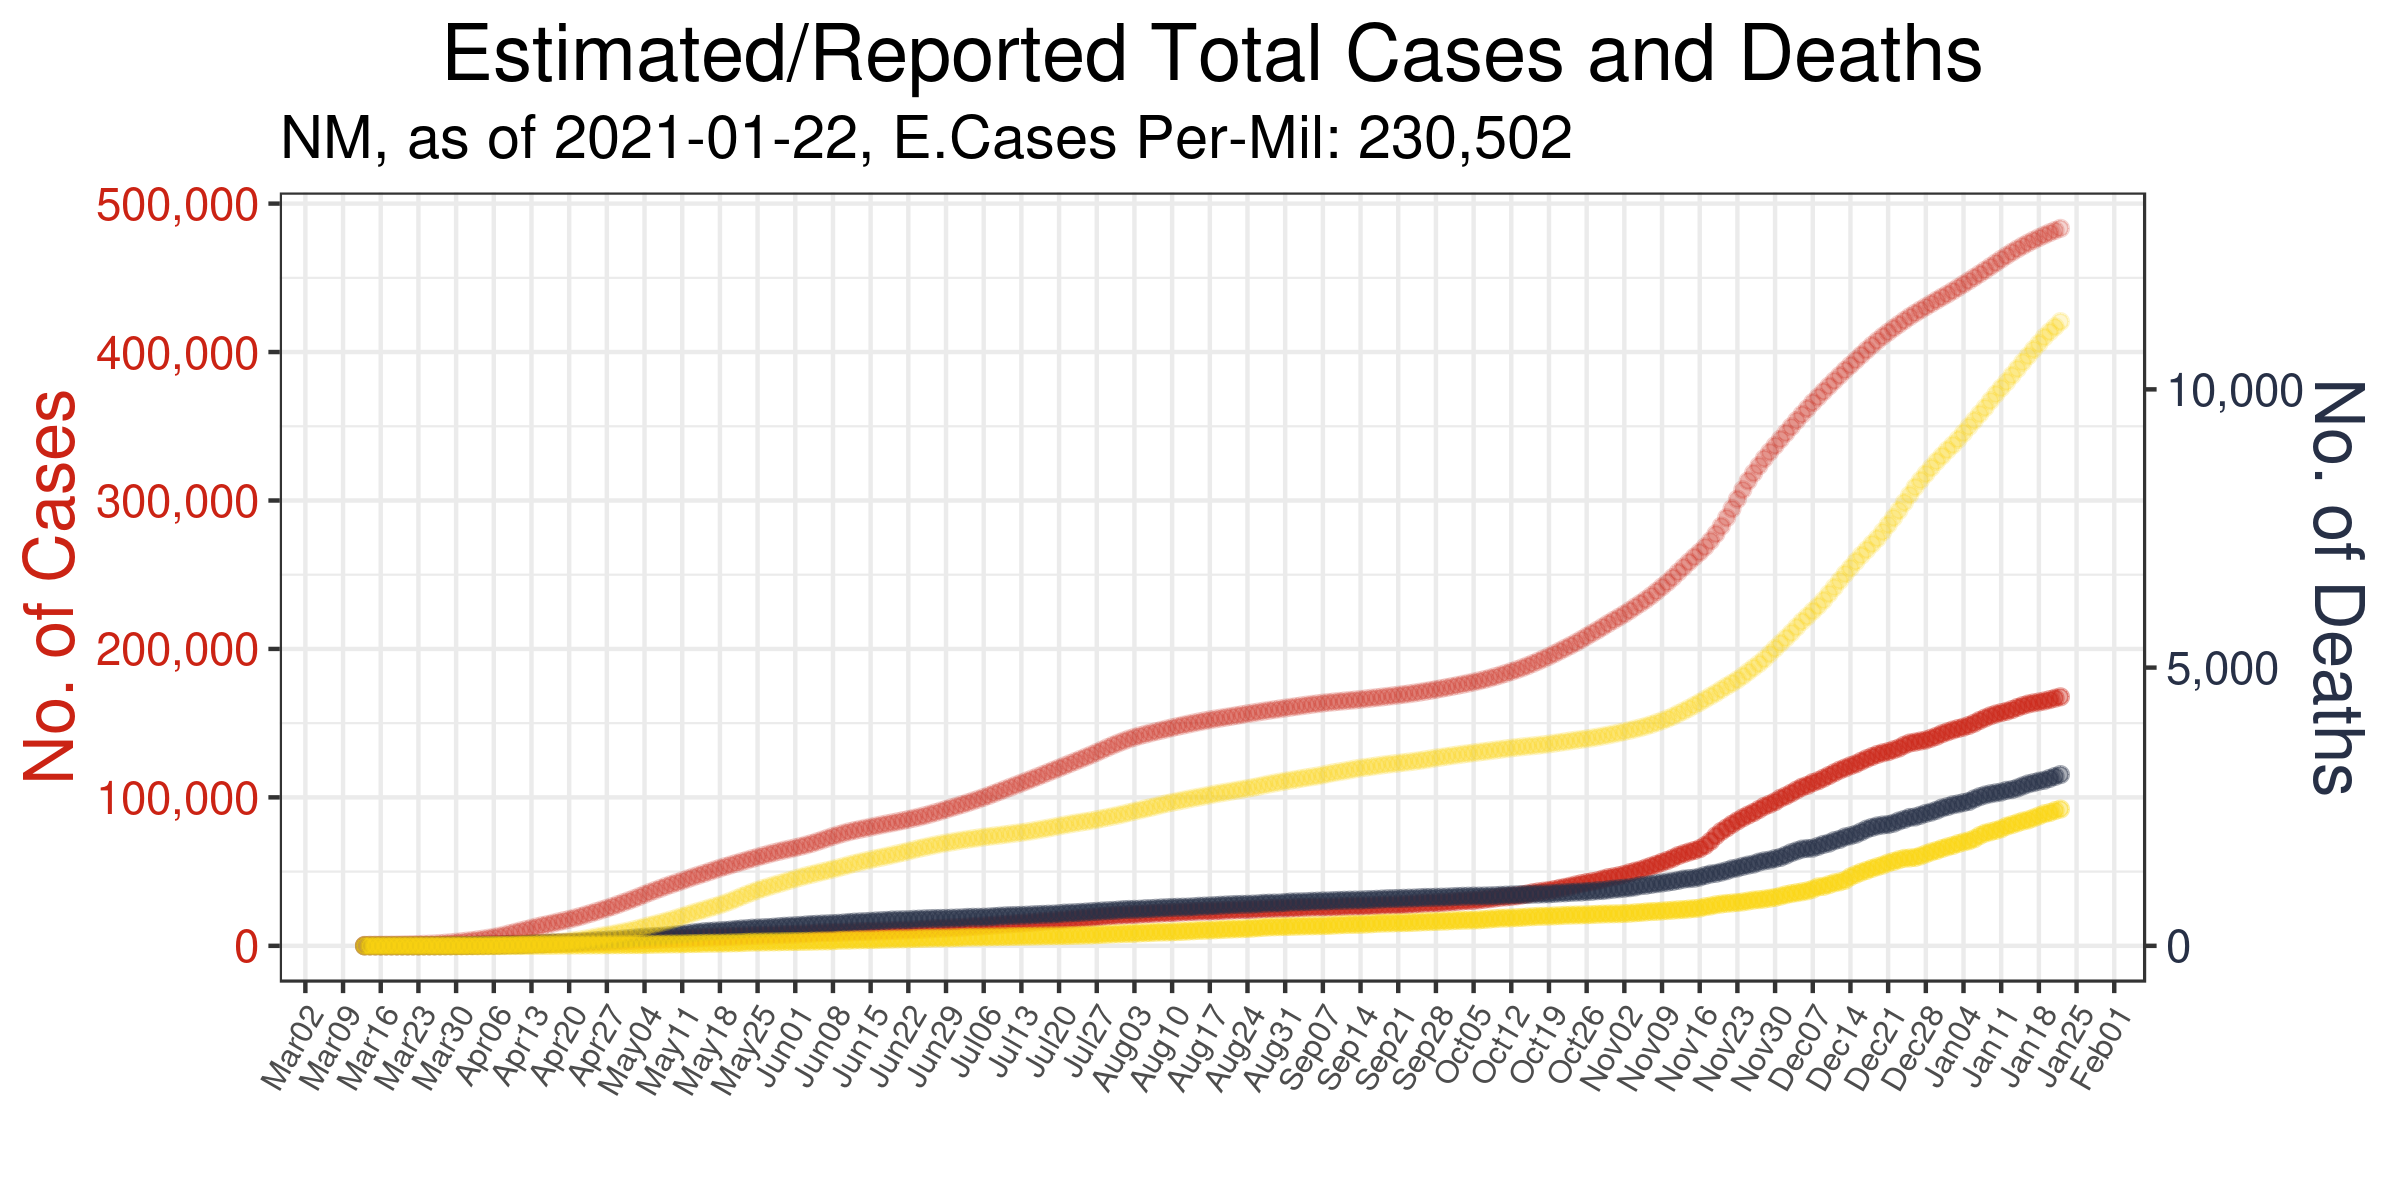 Estimated/Reported Total Cases and Deaths
NM, as of 2021-01-22, E.Cases Per-Mil: 230,502
No. of Cases
500,000
400,000
300,000
200,000
100,000
0
10,000
5,000
0
No. of Deaths
Mar02
Mar09
Mar16
Mar23
Mar30
Apr06
Apr13
Apr20
Apr27
May04
May11
May18
May25
Jun01
Jun08
Jun15
Jun22
Jun29
Jul06
Jul13
Jul20
Jul27
Aug03
Aug10
Aug17
Aug24
Aug31
Sep07
Sep14
Sep21
Sep28
Oct05
Oct12
Oct19
Oct26
Nov02
Nov09
Nov16
Nov23
Nov30
Dec07
Dec14
Dec21
Dec28
Jan04
Jan11
Jan18
Jan25
Feb01